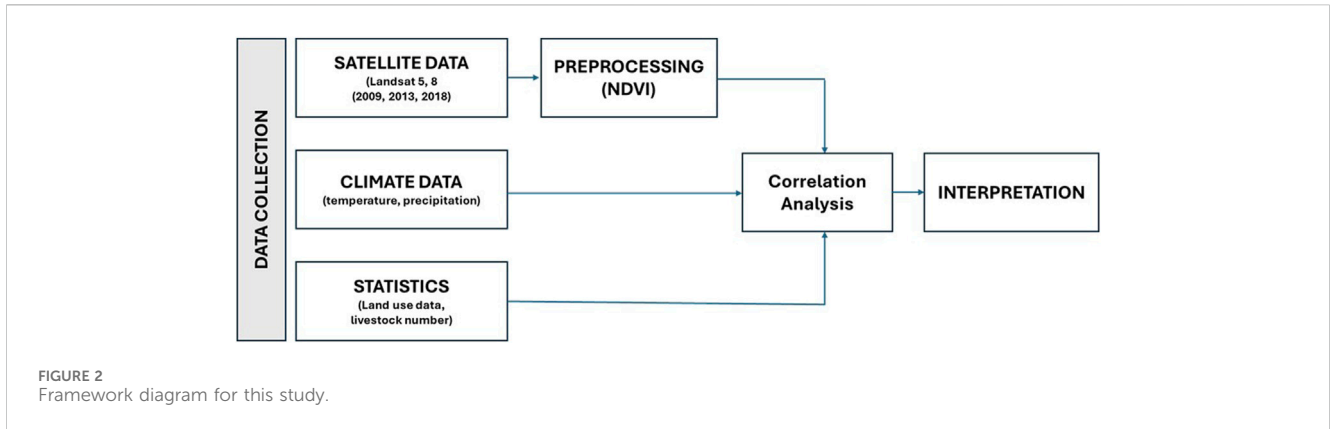 DATA COLLECTION
SATELLITE DATA
(Landsat 5, 8
(2009, 2013, 2018)
PREPROCESSING
(NDVI)
CLIMATE DATA
(temperature, precipitation)
STATISTICS
(Land use data,
livestock number)
Correlation
Analysis
INTERPRETATION
FIGURE 2
Framework diagram for this study.